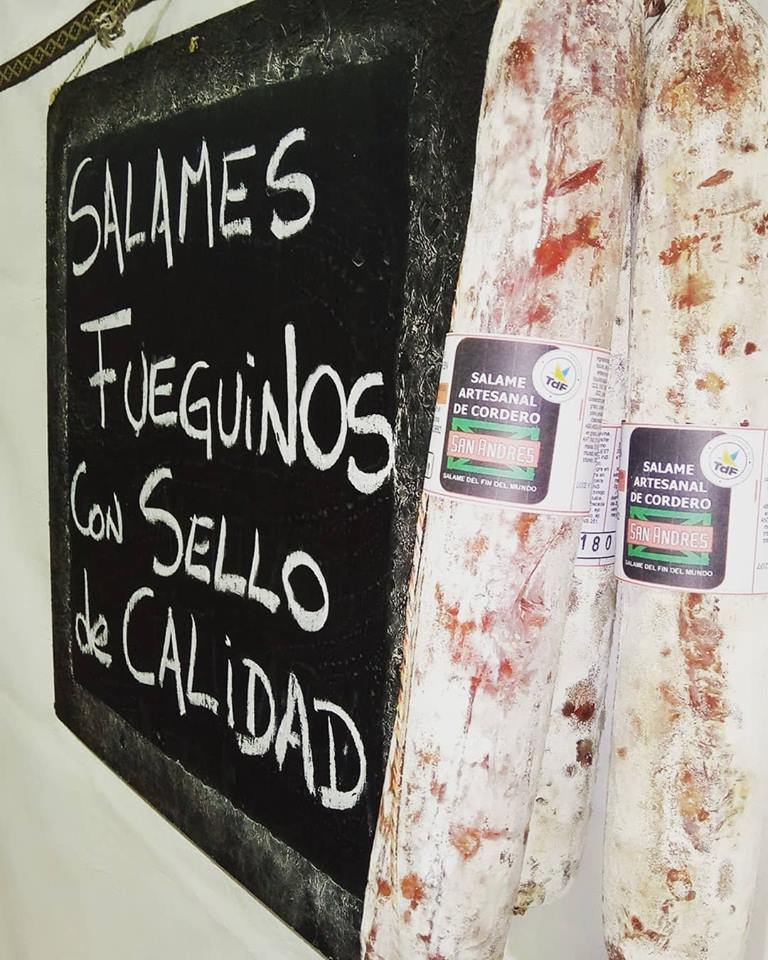 SALAMES
FUEGUiNOS
CON SELLO
de CALiDAD
SALAME
ARTESANAL
DE CORDERO
SAN ANDRES
SALAME DEL FIN DEL MUNDO
TdF
180
SALAME
ARTESANAL
DE CORDERO
SAN ANDRES
SALAME DEL FIN DEL MUNDO
TdF